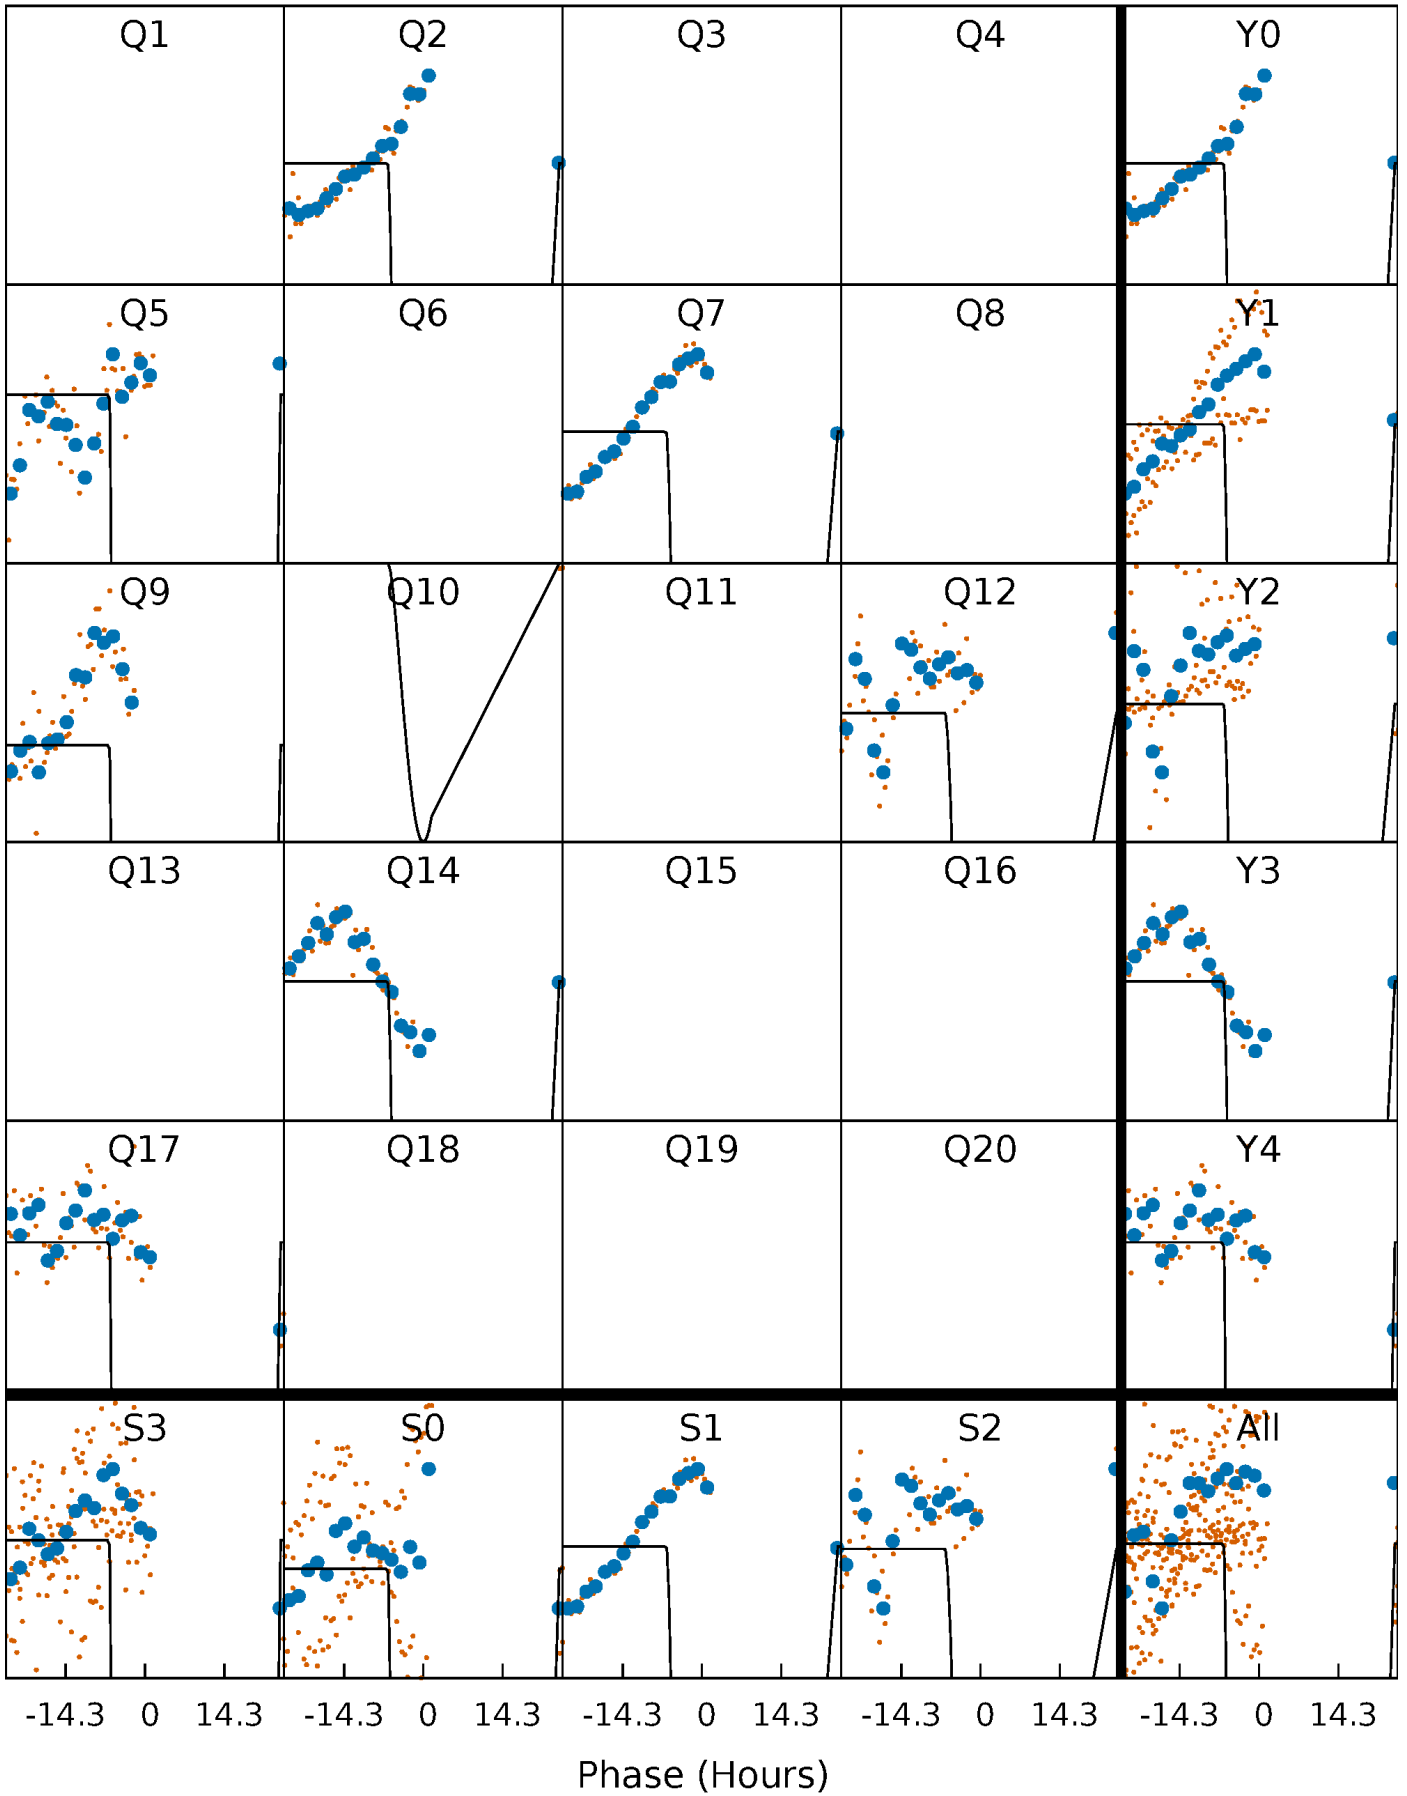 Q1 Q2 Q3 Q4 Y0
Q5 Q6 Q7 Q8 Y1
Q9 Q10 Q11 Q12 Y2
Q13 Q14 Q15 Q16 Y3
Q17 Q18 Q19 Q20 Y4
S3 S0 S1 S2 All
-14.3 0 14.3 -14.3 0 14.3 -14.3 0 14.3 -14.3 0 14.3 -14.3 0 14.3
Phase (Hours)